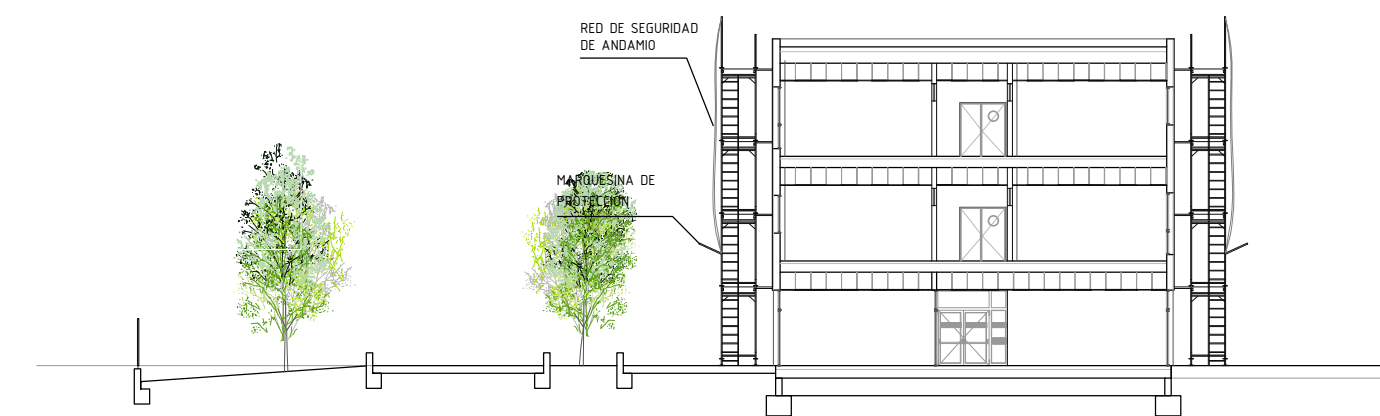 RED DE SEGURIDAD
DE ANDAMIO
MARQUESINA DE
PROTECCIÓN